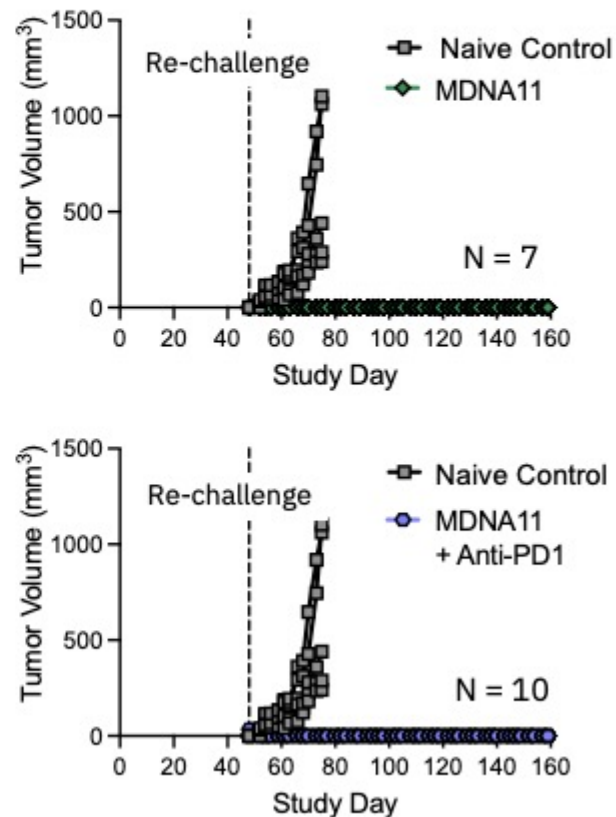 1500
Re-challenge
Naive Control
MDNA11
1000
Tumor Volume (mm³)
500
N = 7
0
0 20 40 60 80 100 120 140 160
Study Day
1500
Re-challenge
Naive Control
MDNA11
+ Anti-PD1
1000
Tumor Volume (mm³)
500
N = 10
0
0 20 40 60 80 100 120 140 160
Study Day